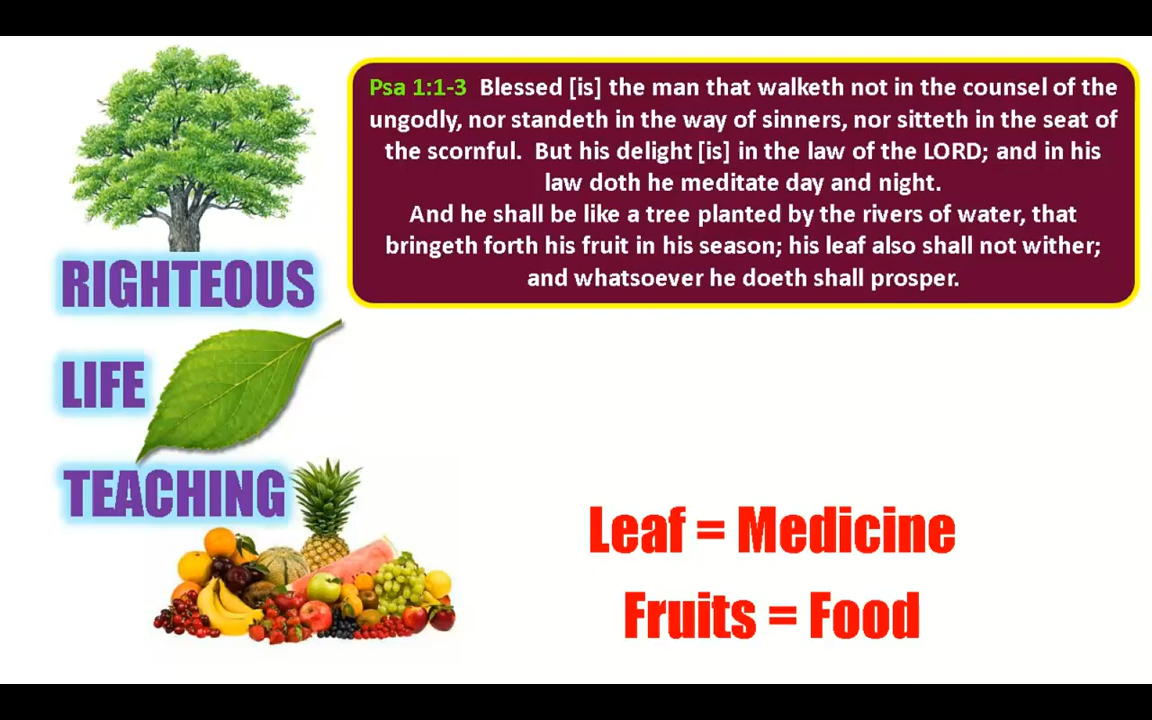 Psa 1:1-3 Blessed [is] the man that walketh not in the counsel of the
ungodly, nor standeth in the way of sinners, nor sitteth in the seat of
the scornful. But his delight [is] in the law of the LORD; and in his
law doth he meditate day and night.
And he shall be like a tree planted by the rivers of water, that
bringeth forth his fruit in his season; his leaf also shall not wither;
and whatsoever he doeth shall prosper.
RIGHTEOUS
LIFE
TEACHING
Leaf = Medicine
Fruits = Food